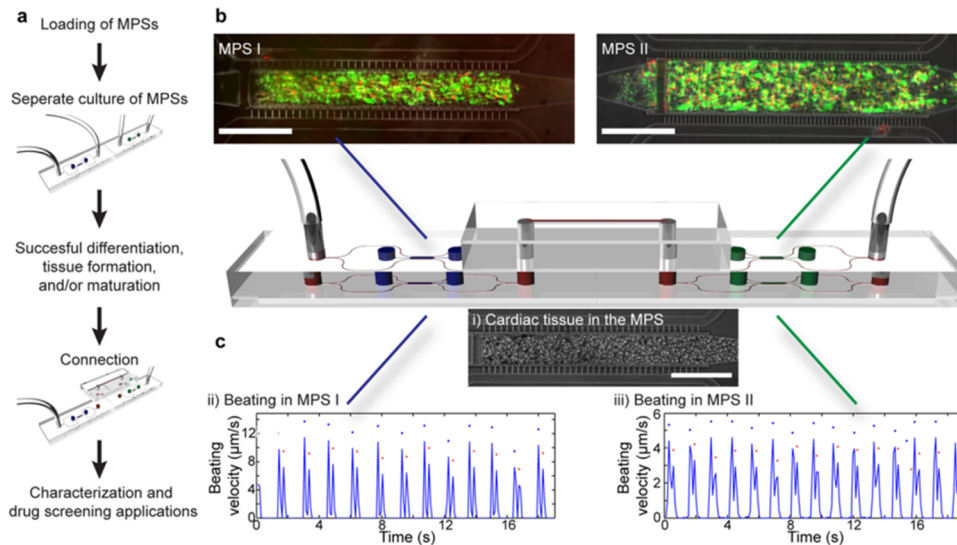 a
Loading of MPSs
Seperate culture of MPSs
Succesful differentiation,
tissue formation,
and/or maturation
Connection
Characterization and
drug screening applications
b
MPS I
MPS II
c
i) Cardiac tissue in the MPS
ii) Beating in MPS I
Beating
velocity (µm/s)
12
8
4
0
0
4
8
12
16
Time (s)
iii) Beating in MPS II
Beating
velocity (µm/s)
6
4
2
0
0
4
8
12
16
Time (s)